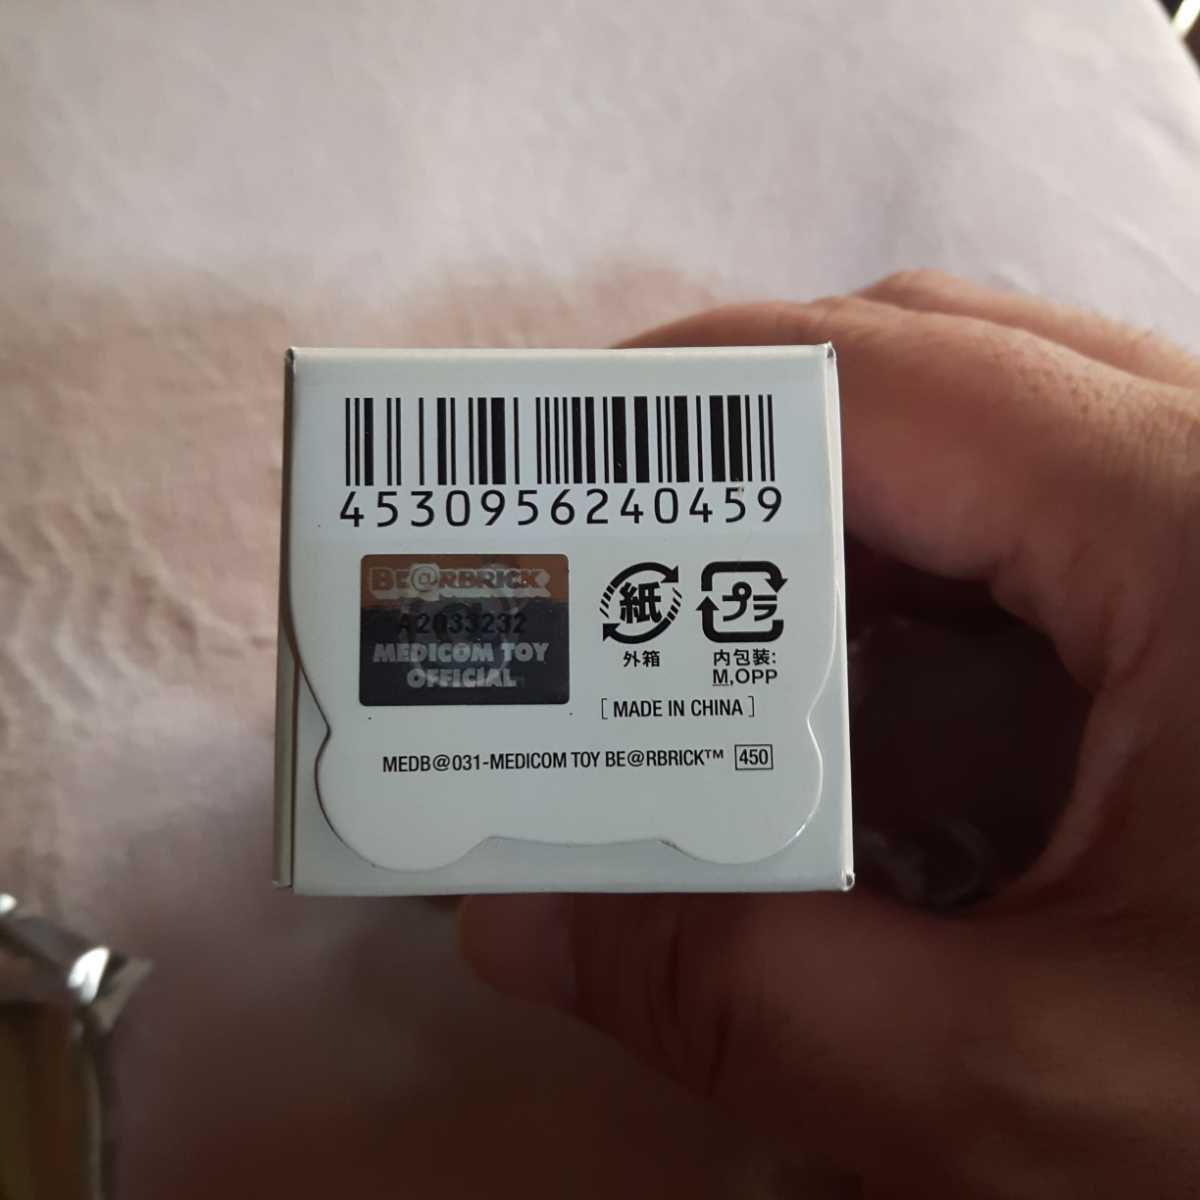 4530956240459
BE@RBRICK
A2033232
MEDICOM TOY
OFFICIAL
紙
外箱
プラ
内包装:
M,OPP
[ MADE IN CHINA ]
MEDB@031-MEDICOM TOY BE@RBRICK™ 450